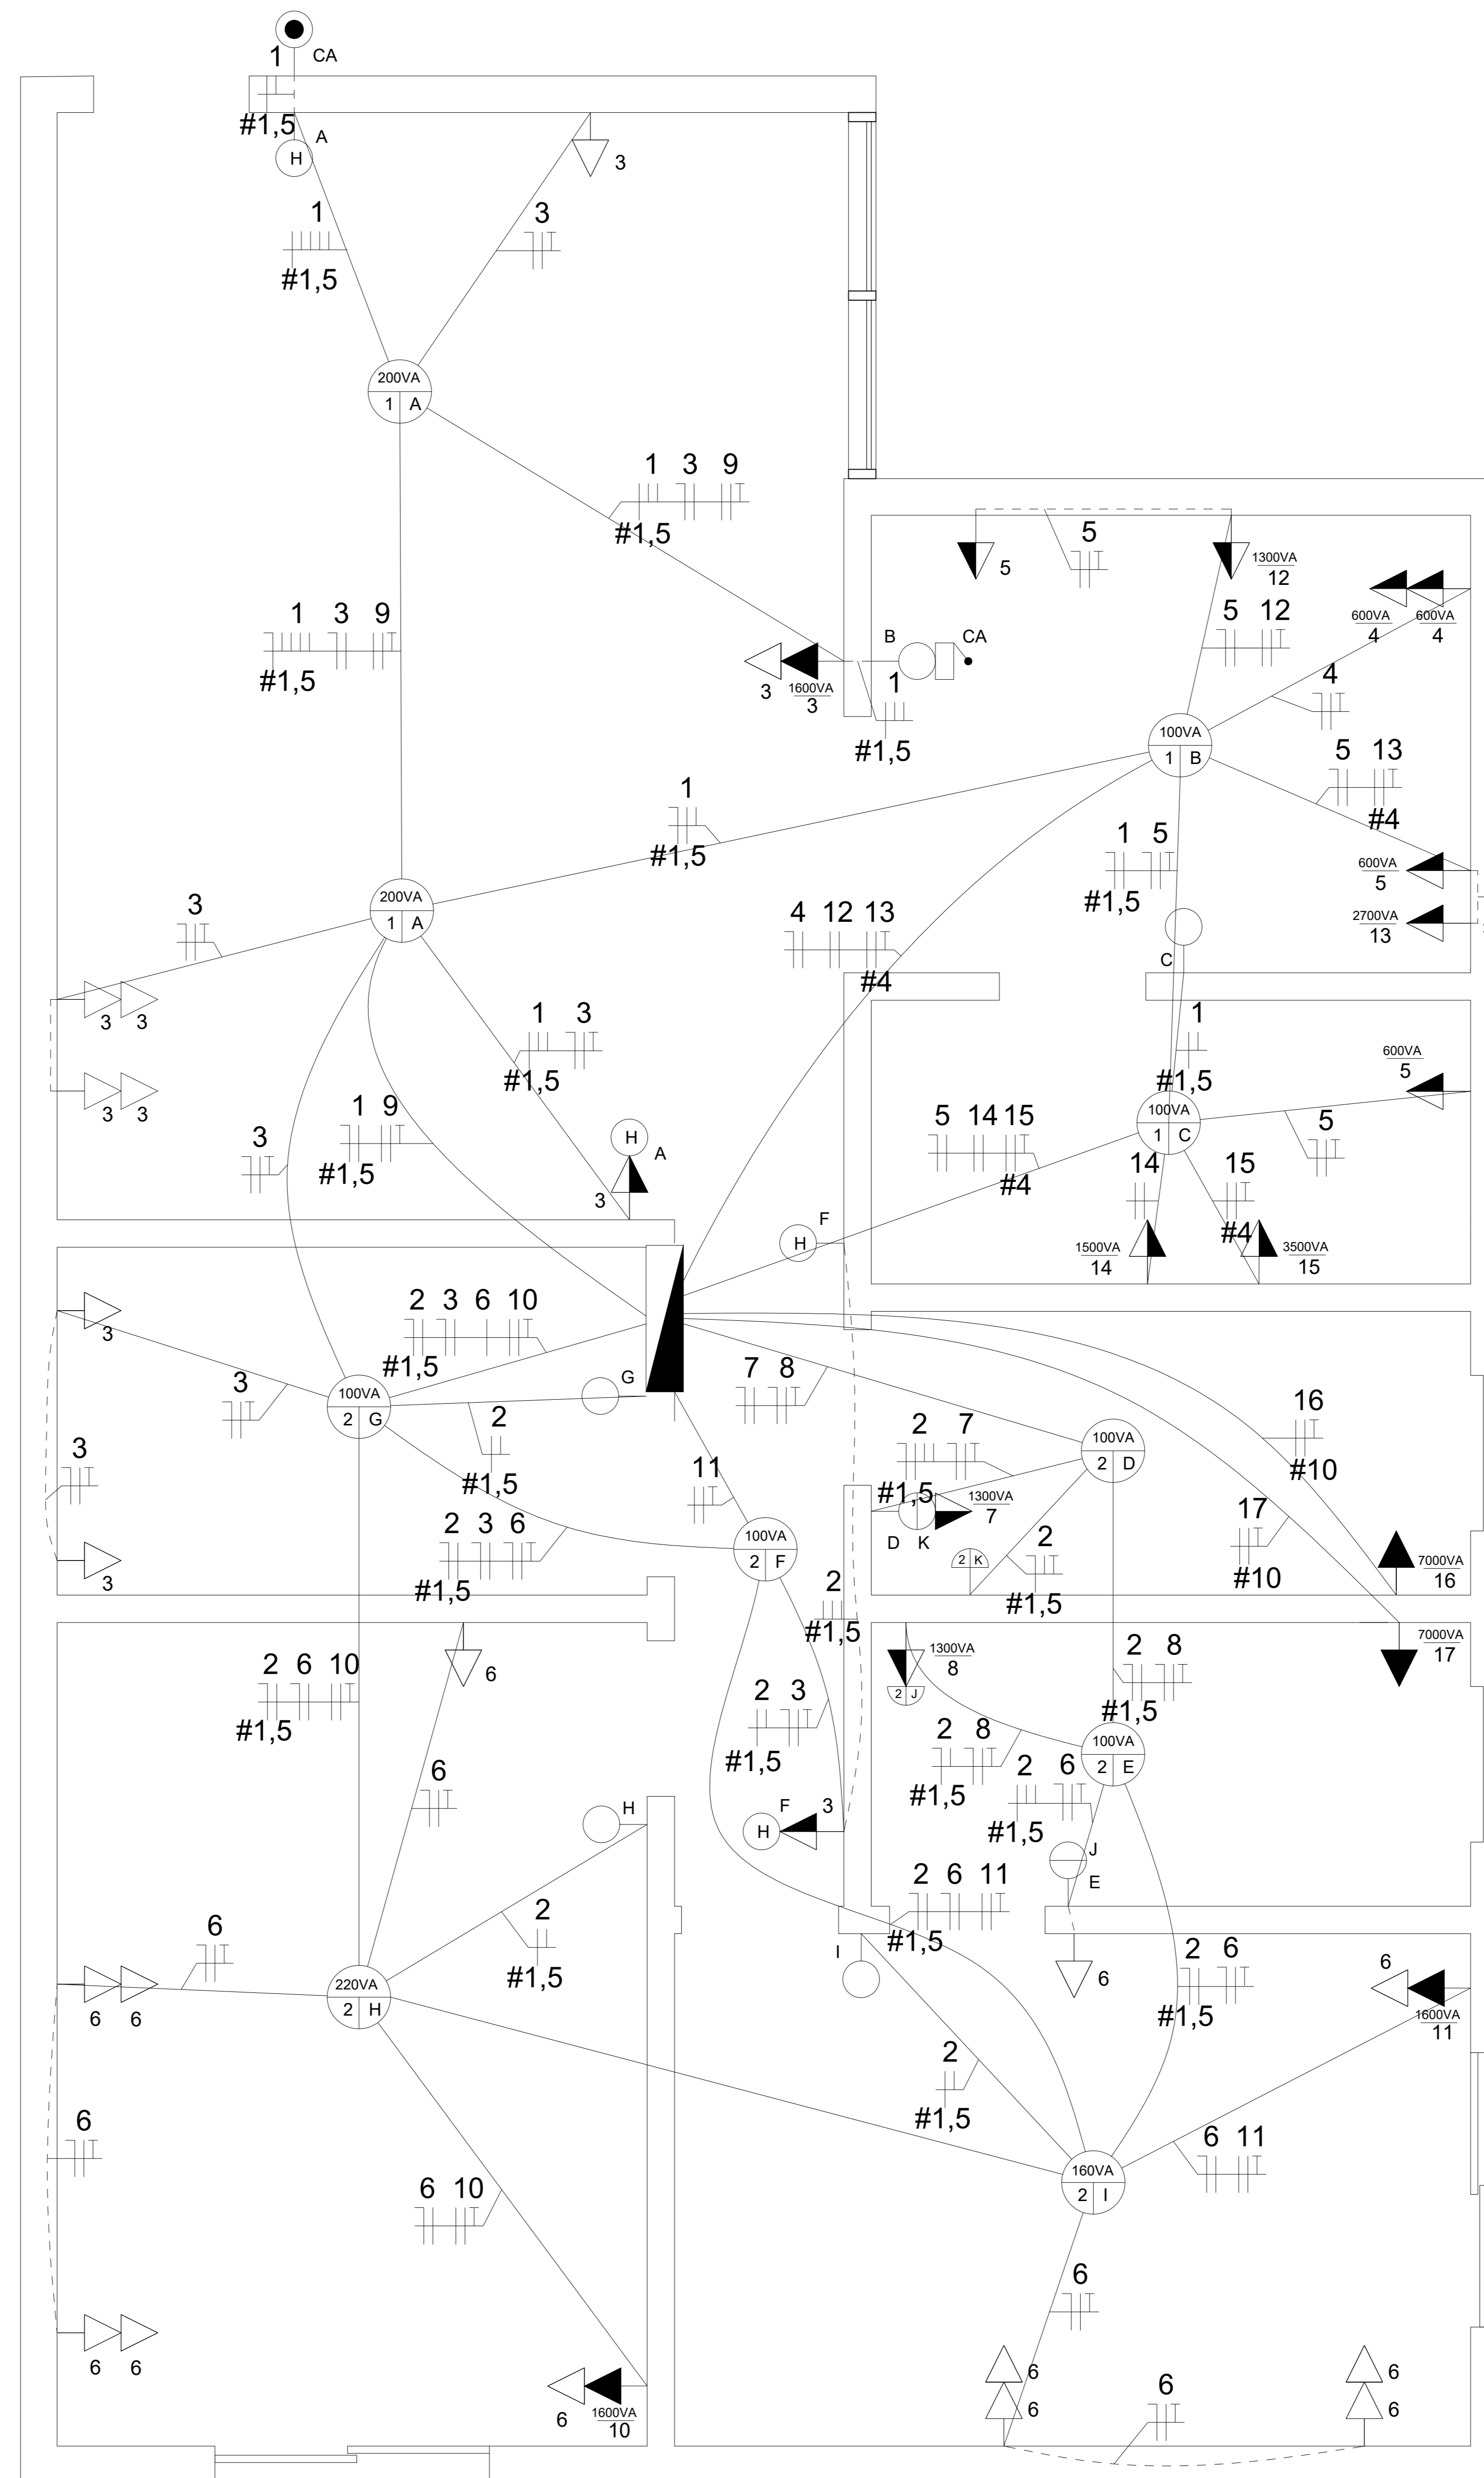 1
CA
#1,5
A
H
3
1
#1,5
3
200VA
1 A
1 3 9
#1,5
5
5
1300VA
12
600VA
4
600VA
4
5 12
1 3 9
#1,5
B
CA
3
1600VA
3
1
#1,5
4
100VA
1 B
5 13
#4
1
#1,5
1 5
#1,5
600VA
5
2700VA
13
200VA
1 A
3
4 12 13
#4
C
3 3
1 3
#1,5
1
#1,5
600VA
5
3 3
1 9
#1,5
3
H
A
3
5 14 15
#4
100VA
1 C
5
14
15
#4
F
H
1500VA
14
3500VA
15
3
2 3 6 10
#1,5
7 8
G
3
100VA
2 G
2
#1,5
16
#10
2 7
#1,5
100VA
2 D
3
11
1300VA
7
D K
17
#10
2 3 6
#1,5
100VA
2 F
2 K
2
#1,5
7000VA
16
3
2
#1,5
2 6 10
#1,5
6
1300VA
8
2 J
2 8
#1,5
7000VA
17
2 3
#1,5
2 8
#1,5
100VA
2 E
6
2 6
#1,5
H
F
3
H
J
E
2 6 11
#1,5
6
2
#1,5
I
2 6
#1,5
6
6
220VA
2 H
6 6
1600VA
11
2
#1,5
6
6 10
160VA
2 I
6 11
6
6 6
6
6
6
6
6
1600VA
10
6